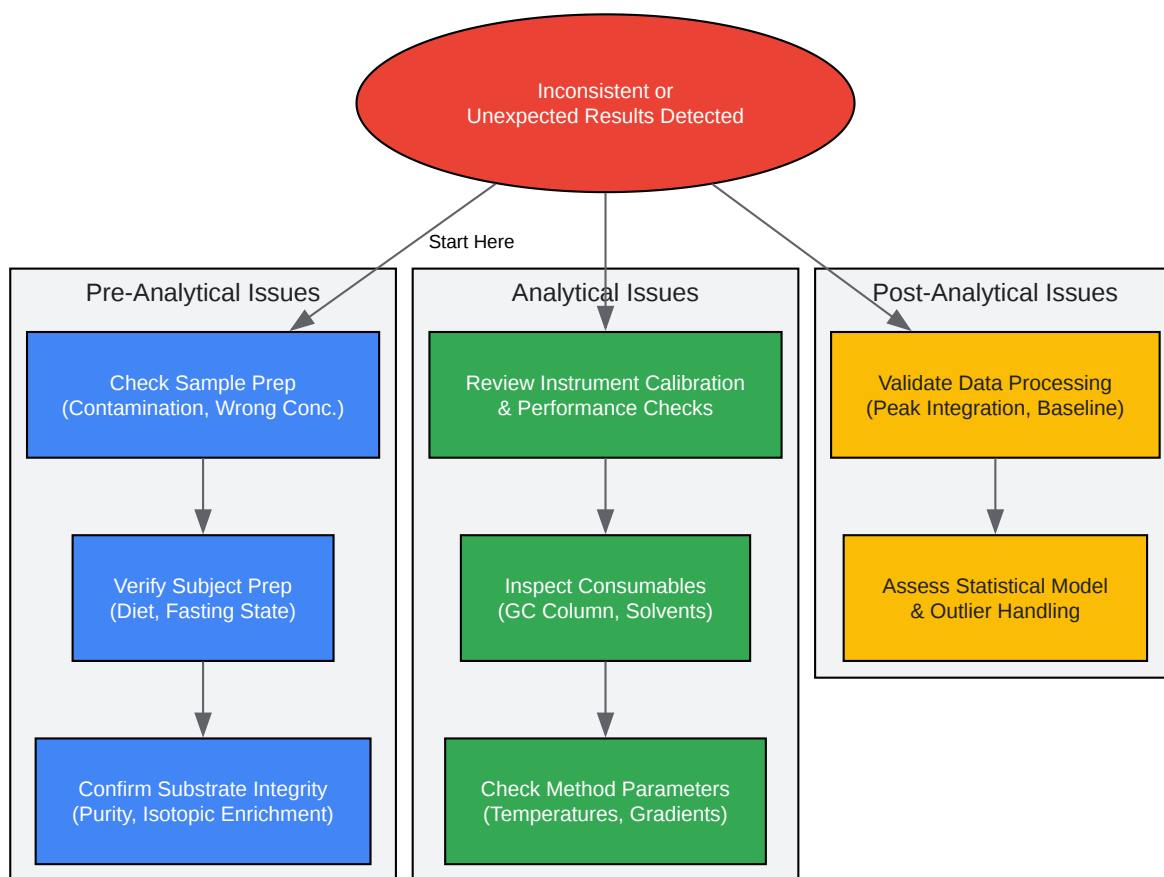 Inconsistent or
Unexpected Results Detected
Start Here
Pre-Analytical Issues
Check Sample Prep
(Contamination, Wrong Conc.)
Verify Subject Prep
(Diet, Fasting State)
Confirm Substrate Integrity
(Purity, Isotopic Enrichment)
Analytical Issues
Review Instrument Calibration
& Performance Checks
Inspect Consumables
(GC Column, Solvents)
Check Method Parameters
(Temperatures, Gradients)
Post-Analytical Issues
Validate Data Processing
(Peak Integration, Baseline)
Assess Statistical Model
& Outlier Handling